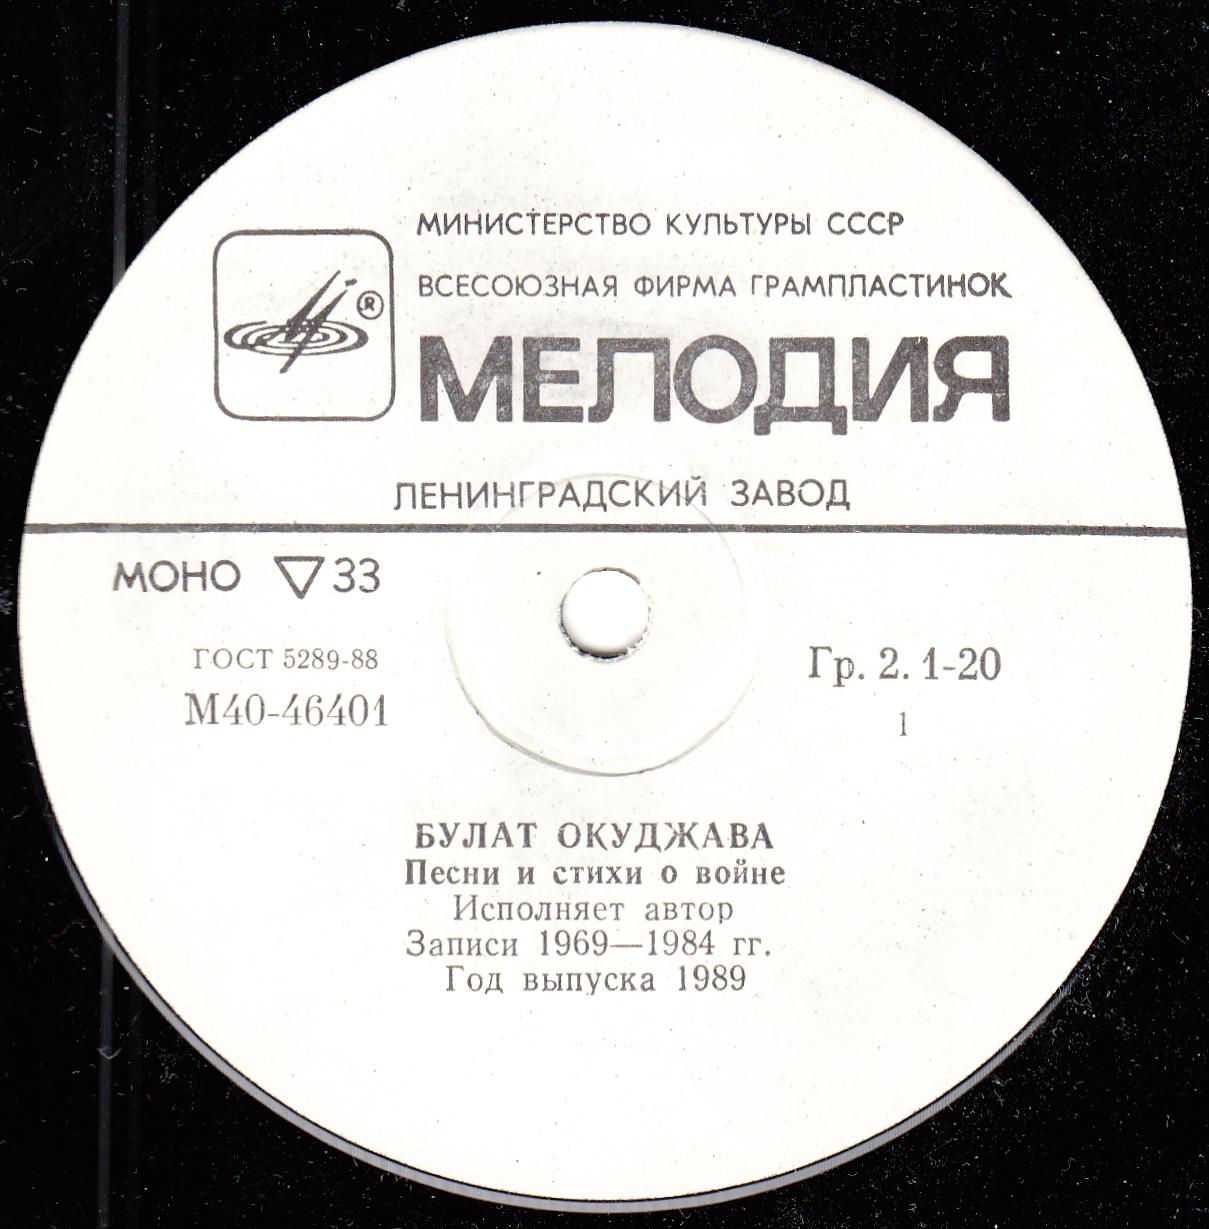 МИНИСТЕРСТВО КУЛЬТУРЫ СССР
ВСЕСОЮЗНАЯ ФИРМА ГРАМПЛАСТИНОК
®
МЕЛОДИЯ
ЛЕНИНГРАДСКИЙ ЗАВОД
МОНО ▽33
ГОСТ 5289-88
М40-46401
Гр. 2. 1-20
1
БУЛАТ ОКУДЖАВА
Песни и стихи о войне
Исполняет автор
Записи 1969—1984 гг.
Год выпуска 1989